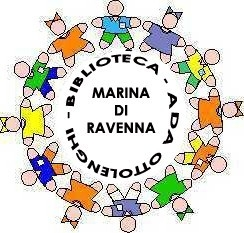 - BIBLIOTECA - ADA OTTOLENGHI
MARINA
DI
RAVENNA